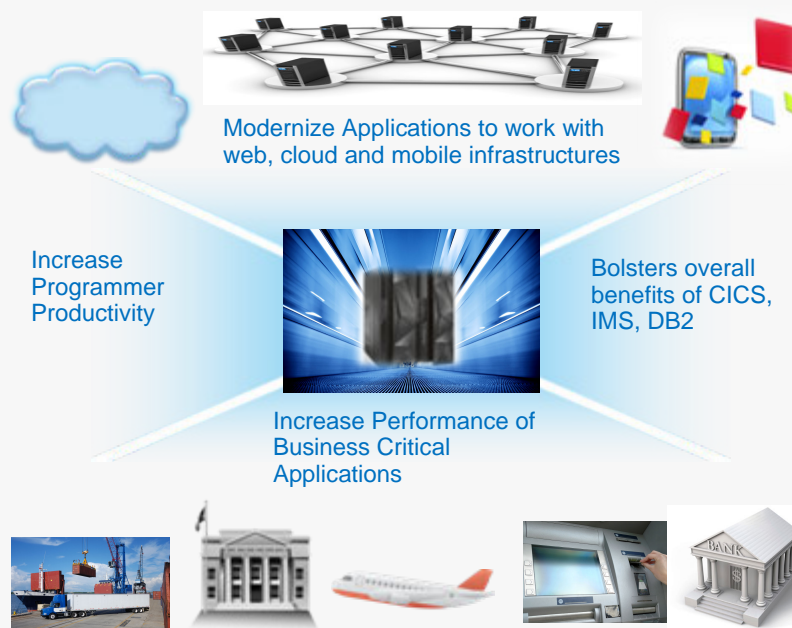 Modernize Applications to work with
web, cloud and mobile infrastructures
Increase
Programmer
Productivity
Bolsters overall
benefits of CICS,
IMS, DB2
Increase Performance of
Business Critical
Applications
BANK
$